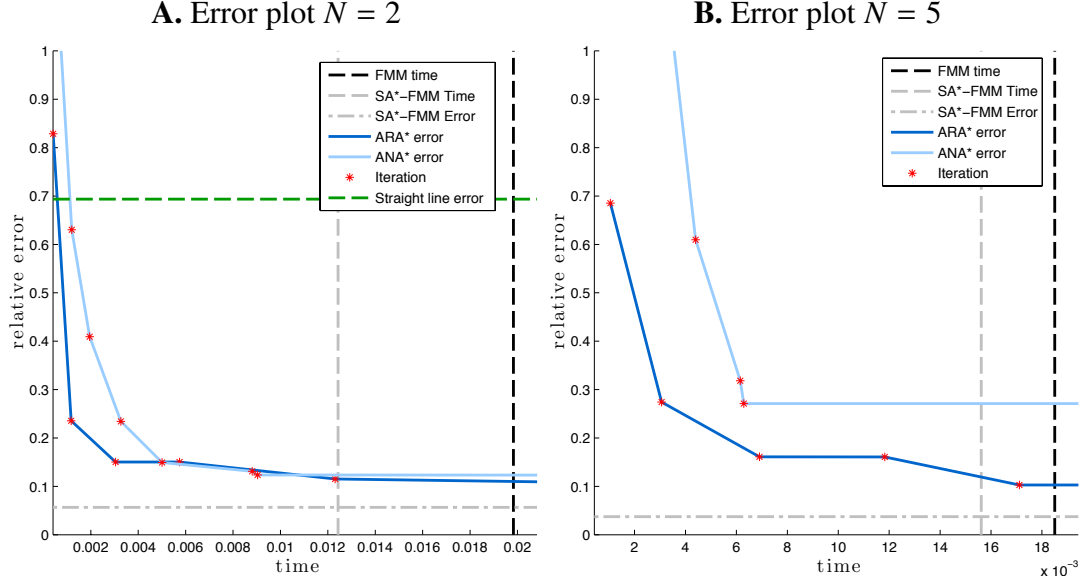 A. Error plot N = 2
1
0.9
0.8
0.7
0.6
0.5
0.4
0.3
0.2
0.1
0
relative error
FMM time
SA*−FMM Time
SA*−FMM Error
ARA* error
ANA* error
Iteration
Straight line error
0.002 0.004 0.006 0.008 0.01 0.012 0.014 0.016 0.018 0.02
time
B. Error plot N = 5
1
0.9
0.8
0.7
0.6
0.5
0.4
0.3
0.2
0.1
0
relative error
FMM time
SA*−FMM Time
SA*−FMM Error
ARA* error
ANA* error
Iteration
2 4 6 8 10 12 14 16 18
time
x 10⁻³